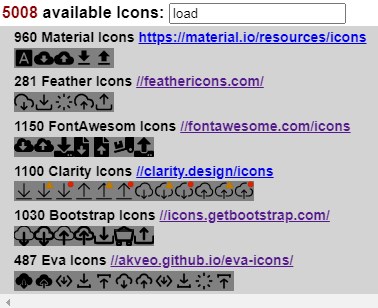 5008 available Icons: load
960 Material Icons https://material.io/resources/icons
281 Feather Icons //feathericons.com/
1150 FontAwesom Icons //fontawesome.com/icons
1100 Clarity Icons //clarity.design/icons
1030 Bootstrap Icons //icons.getbootstrap.com/
487 Eva Icons //akveo.github.io/eva-icons/